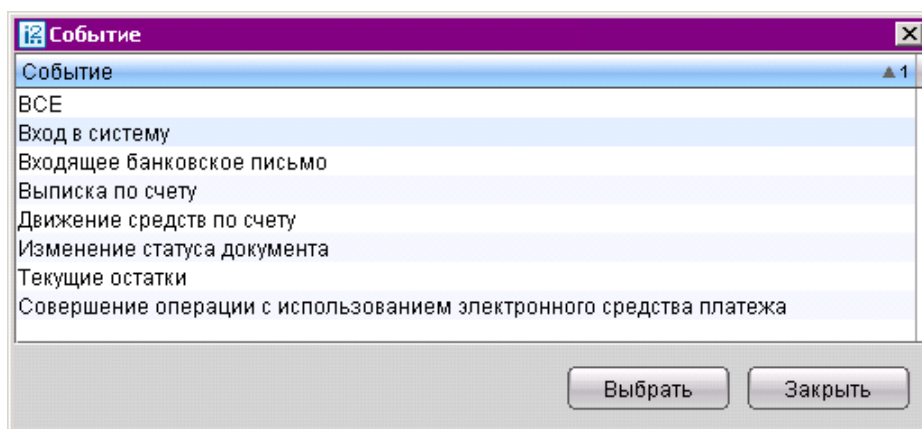 Событие
Событие 1
ВСЕ
Вход в систему
Входящее банковское письмо
Выписка по счету
Движение средств по счету
Изменение статуса документа
Текущие остатки
Совершение операции с использованием электронного средства платежа
Выбрать Закрыть